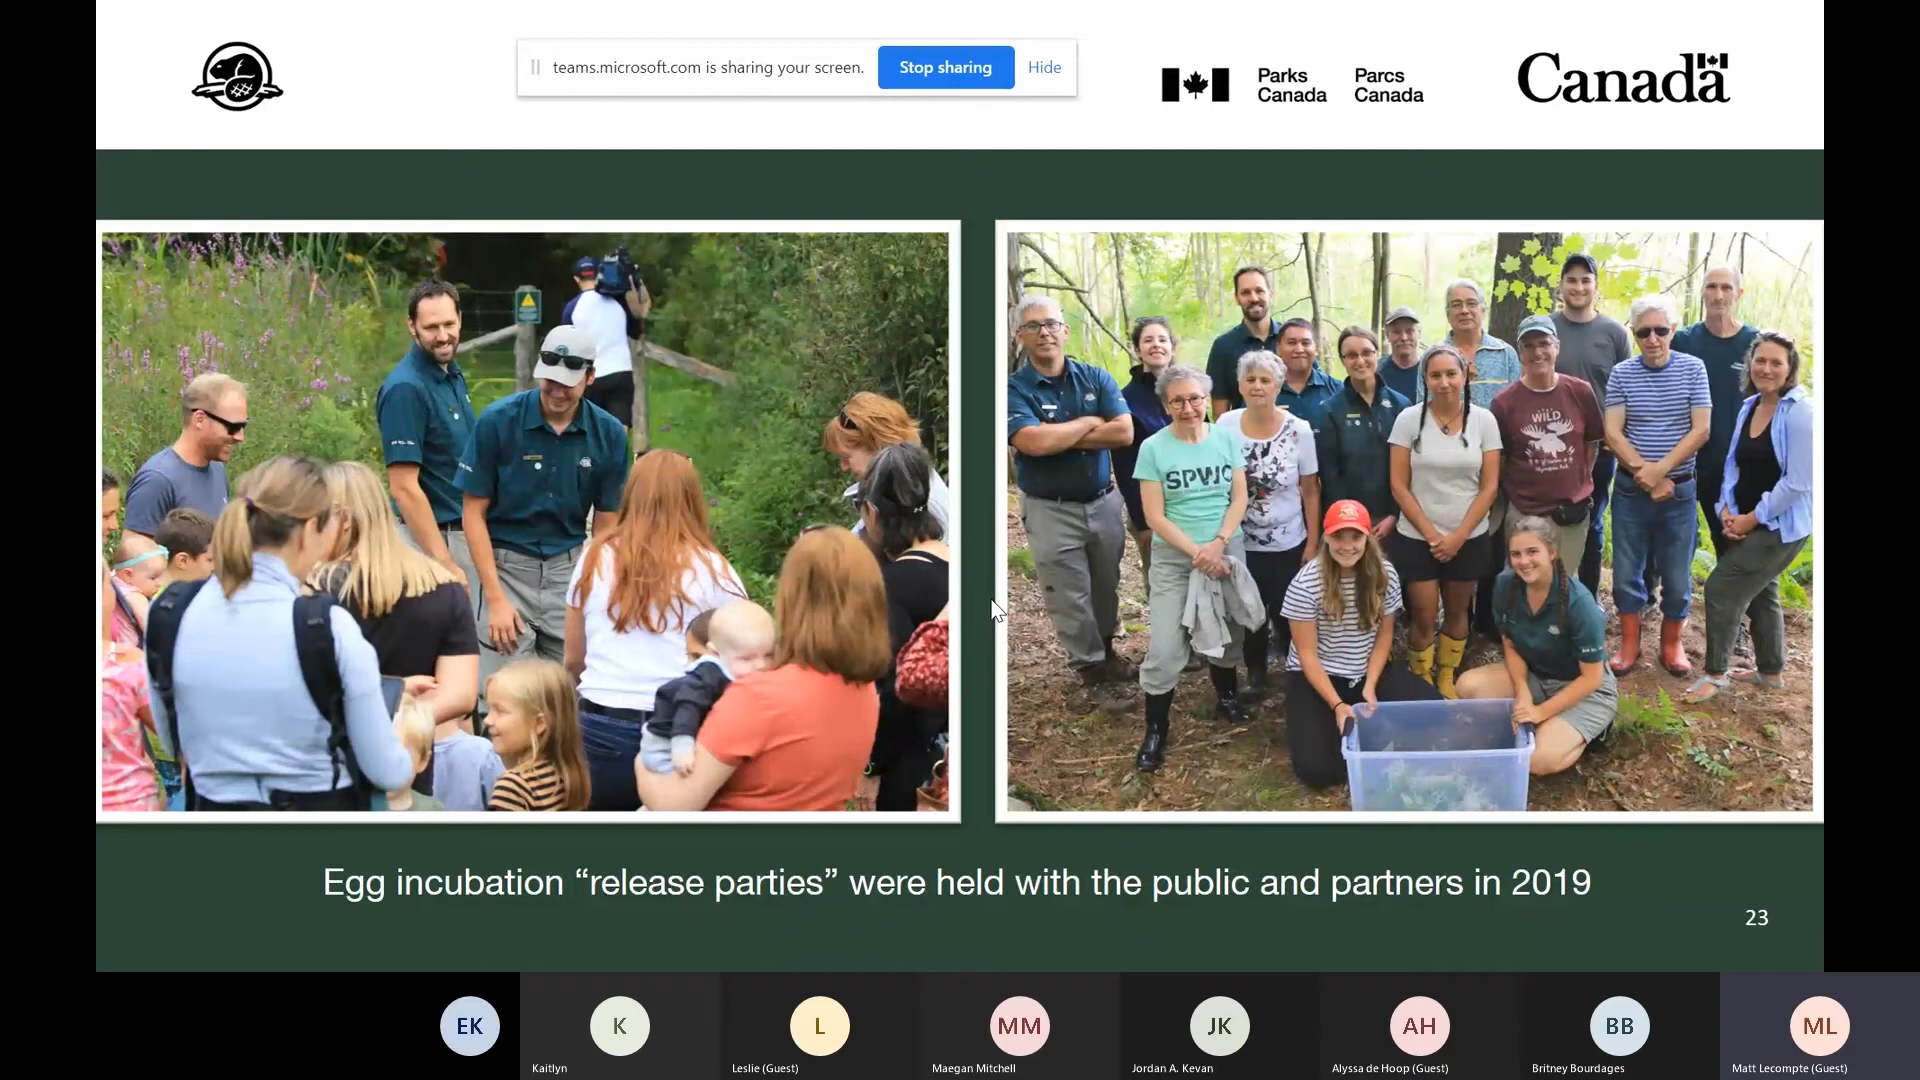 teams.microsoft.com is sharing your screen.
Stop sharing
Hide
Parks
Canada
Parcs
Canada
Canada
SPWC
WILD
Egg incubation “release parties” were held with the public and partners in 2019
23
EK
K
L
MM
JK
AH
BB
ML
Kaitlyn
Leslie (Guest)
Maegan Mitchell
Jordan A. Kevan
Alyssa de Hoop (Guest)
Britney Bourdages
Matt Lecompte (Guest)